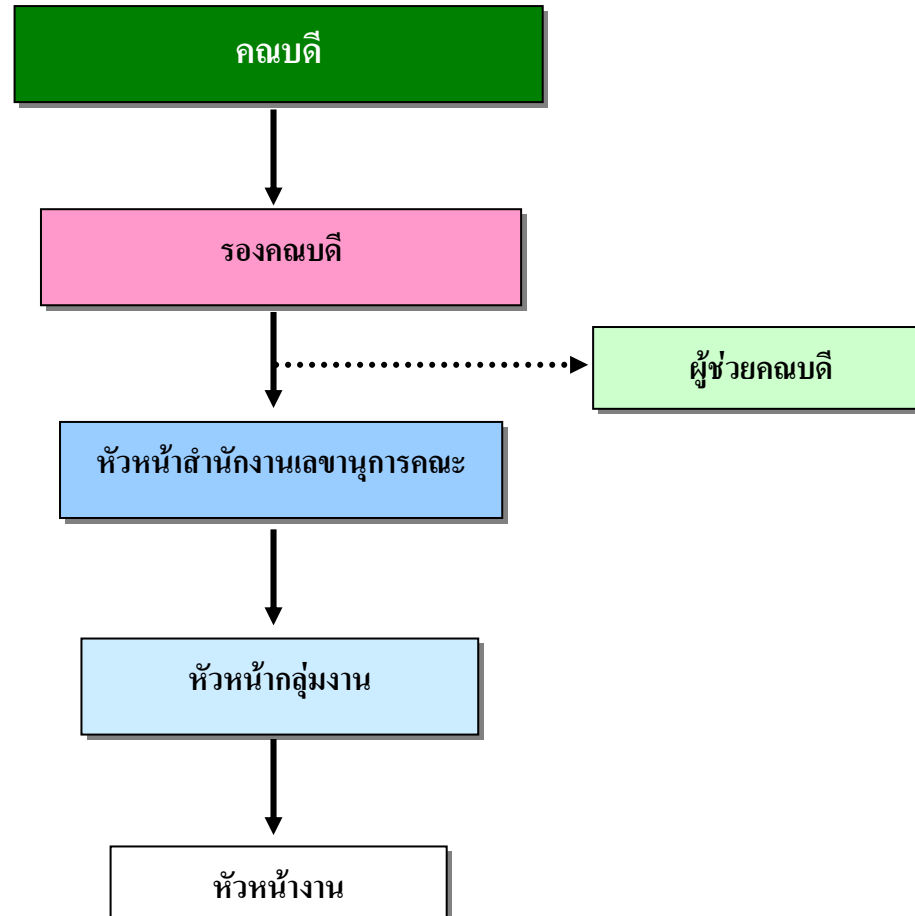 คณบดี
รองคณบดี
ผู้ช่วยคณบดี
หัวหน้าสำนักงานเลขานุการคณะ
หัวหน้ากลุ่มงาน
หัวหน้างาน